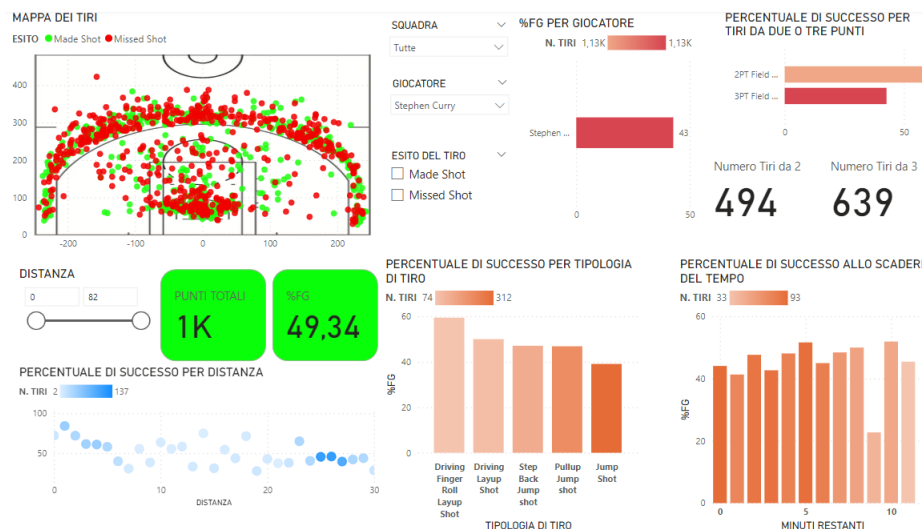 MAPPA DEI TIRI
ESITO Made Shot Missed Shot
400
300
200
100
0
-200 -100 0 100 200
SQUADRA
Tutte
GIOCATORE
Stephen Curry
ESITO DEL TIRO
Made Shot
Missed Shot
%FG PER GIOCATORE
N. TIRI 1,13K 1,13K
Stephen ... 43
0 50
PERCENTUALE DI SUCCESSO PER
TIRI DA DUE O TRE PUNTI
2PT Field ...
3PT Field ...
0 50
Numero Tiri da 2 Numero Tiri da 3
494 639
DISTANZA
0 82
PUNTI TOTALI
1K
%FG
49,34
PERCENTUALE DI SUCCESSO PER DISTANZA
N. TIRI 2 137
100
50
0 10 20 30
DISTANZA
PERCENTUALE DI SUCCESSO PER TIPOLOGIA
DI TIRO
N. TIRI 74 312
%FG
60
40
20
0
Driving Finger Roll Layup Shot
Driving Layup Shot
Step Back Jump shot
Pullup Jump shot
Jump Shot
TIPOLOGIA DI TIRO
PERCENTUALE DI SUCCESSO ALLO SCADERE
DEL TEMPO
N. TIRI 33 93
%FG
60
40
20
0
0 5 10
MINUTI RESTANTI